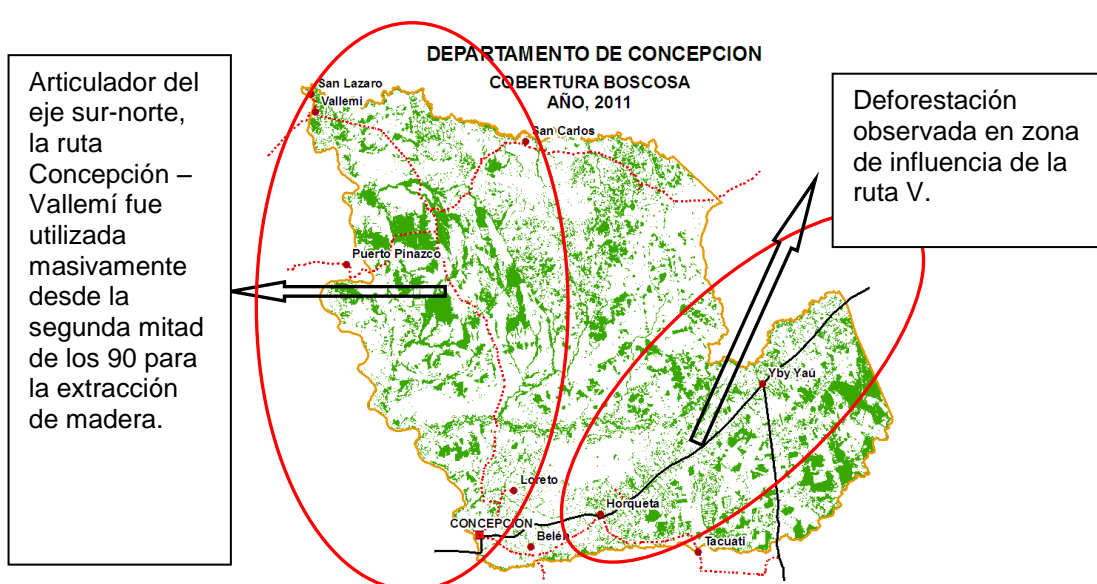 DEPARTAMENTO DE CONCEPCION
COBERTURA BOSCOSA
AÑO, 2011
Articulador del
eje sur-norte,
la ruta
Concepción –
Vallemí fue
utilizada
masivamente
desde la
segunda mitad
de los 90 para
la extracción
de madera.
Deforestación
observada en zona
de influencia de la
ruta V.
San Lazaro
Vallemi
San Carlos
Puerto Pinazco
Yby Yaú
Loreto
Horqueta
CONCEPCION
Belén
Tacuati